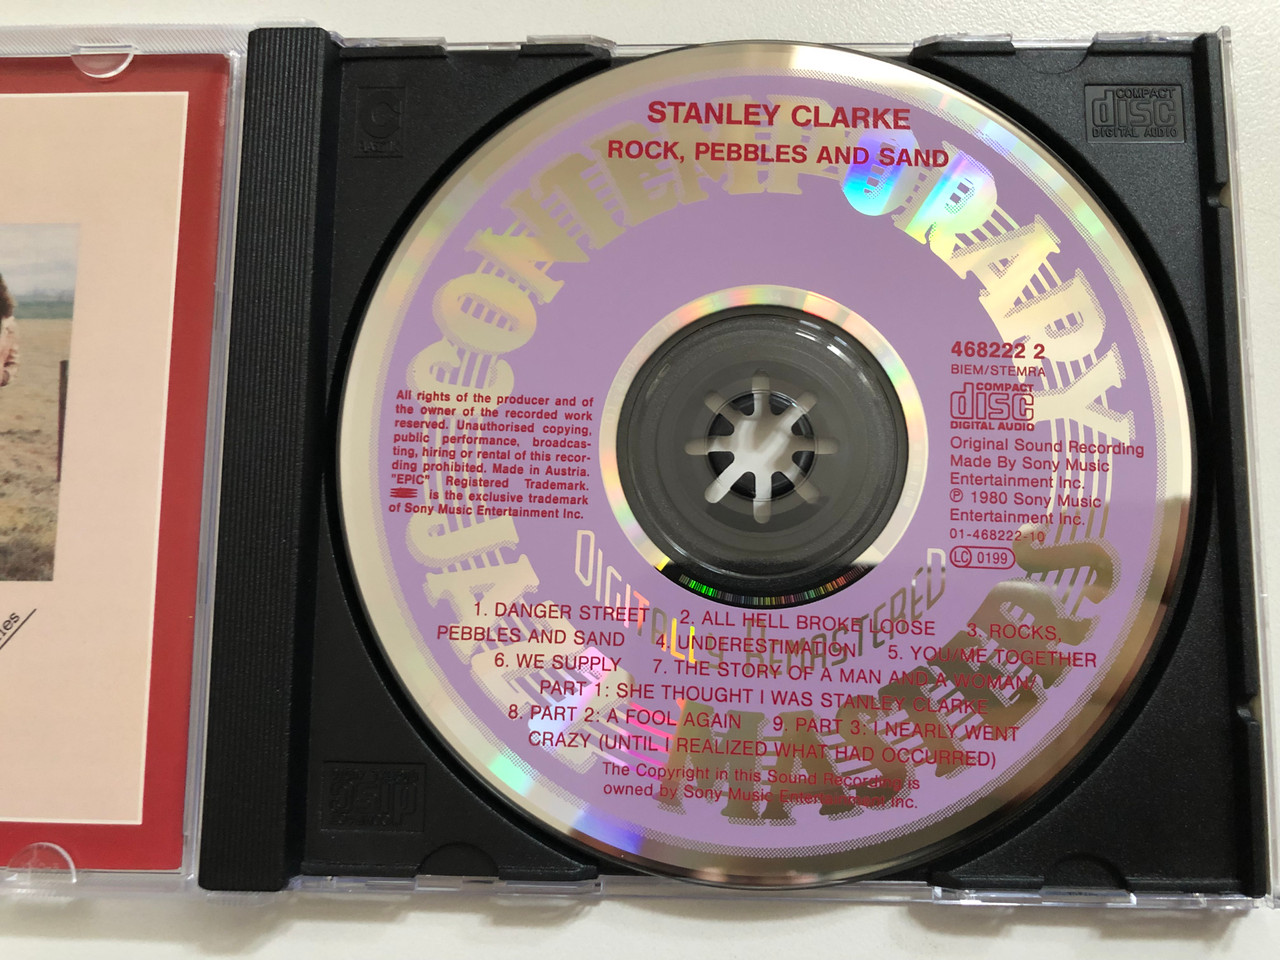 STANLEY CLARKE
ROCK, PEBBLES AND SAND
CONTEMPORARY JAZZ MASTERS
DIGITALLY REMASTERED
COMPACT
disc
DIGITAL AUDIO
468222 2
BIEM/STEMRA
COMPACT
disc
DIGITAL AUDIO
Original Sound Recording
Made By Sony Music
Entertainment Inc.
℗ 1980 Sony Music
Entertainment Inc.
01-468222-10
LC 0199
All rights of the producer and of
the owner of the recorded work
reserved. Unauthorised copying,
public performance, broadcas-
ting, hiring or rental of this recor-
ding prohibited. Made in Austria.
"EPIC" Registered Trademark.
is the exclusive trademark
of Sony Music Entertainment Inc.
1. DANGER STREET 2. ALL HELL BROKE LOOSE 3. ROCKS,
PEBBLES AND SAND 4. UNDERESTIMATION 5. YOU/ME TOGETHER
6. WE SUPPLY 7. THE STORY OF A MAN AND A WOMAN/
PART 1: SHE THOUGHT I WAS STANLEY CLARKE
8. PART 2: A FOOL AGAIN 9. PART 3: I NEARLY WENT
CRAZY (UNTIL I REALIZED WHAT HAD OCCURRED)
The Copyright in this Sound Recording is
owned by Sony Music Entertainment Inc.